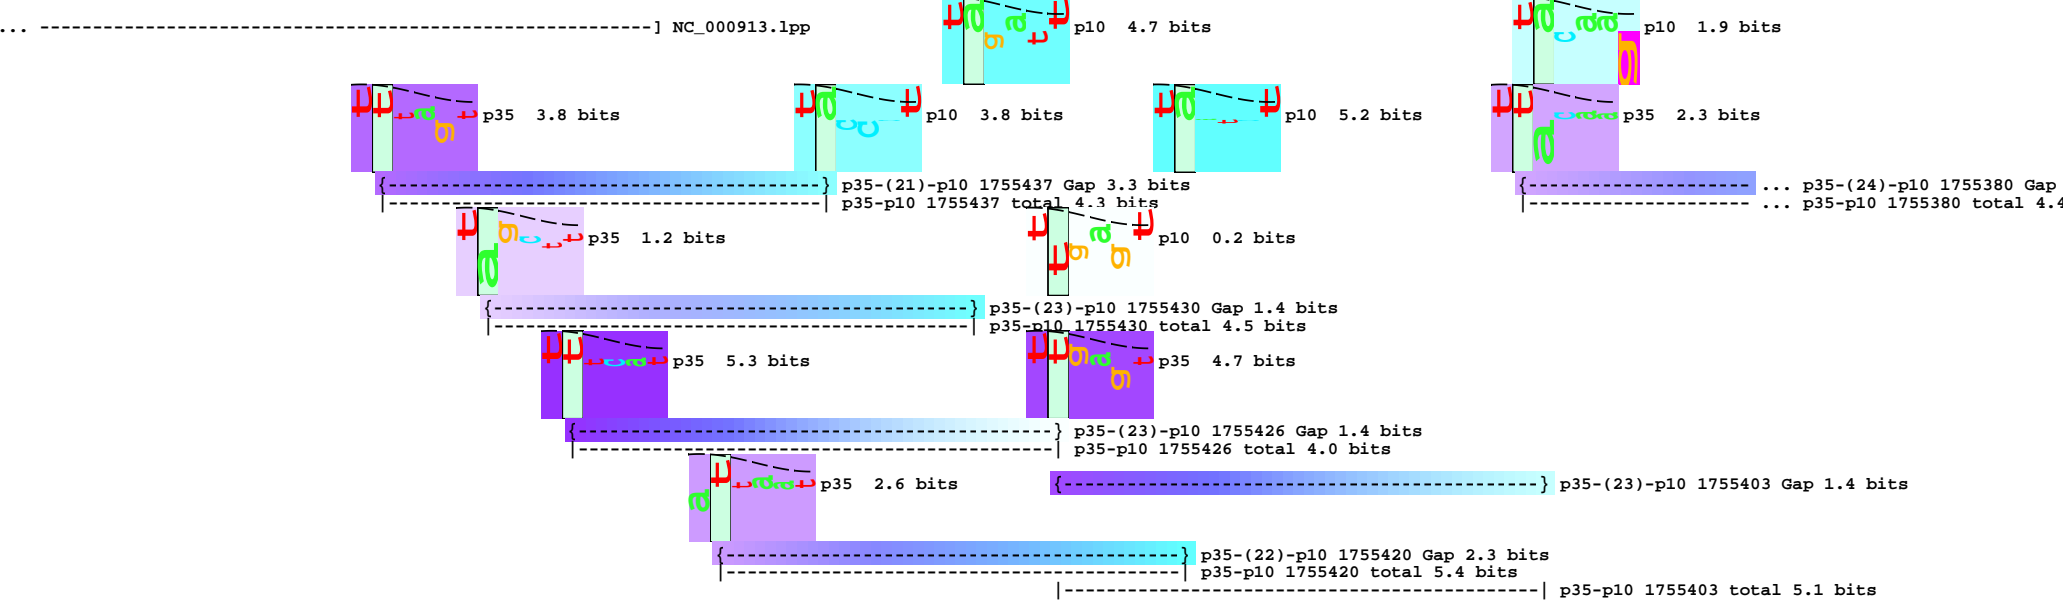 ... ----------------------------------------------------------] NC_000913.lpp
p10 4.7 bits
p10 1.9 bits
p35 3.8 bits
p10 3.8 bits
p10 5.2 bits
p35 2.3 bits
{-----------------------------------------} p35-(21)-p10 1755437 Gap 3.3 bits
{--------------------- ... p35-(24)-p10 1755380 Gap
|-----------------------------------------| p35-p10 1755437 total 4.3 bits
|--------------------- ... p35-p10 1755380 total 4.4
p35 1.2 bits
p10 0.2 bits
{---------------------------------------------} p35-(23)-p10 1755430 Gap 1.4 bits
|---------------------------------------------| p35-p10 1755430 total 4.5 bits
p35 5.3 bits
p35 4.7 bits
{---------------------------------------------} p35-(23)-p10 1755426 Gap 1.4 bits
|---------------------------------------------| p35-p10 1755426 total 4.0 bits
p35 2.6 bits
{---------------------------------------------} p35-(23)-p10 1755403 Gap 1.4 bits
{-------------------------------------------} p35-(22)-p10 1755420 Gap 2.3 bits
|-------------------------------------------| p35-p10 1755420 total 5.4 bits
|---------------------------------------------| p35-p10 1755403 total 5.1 bits